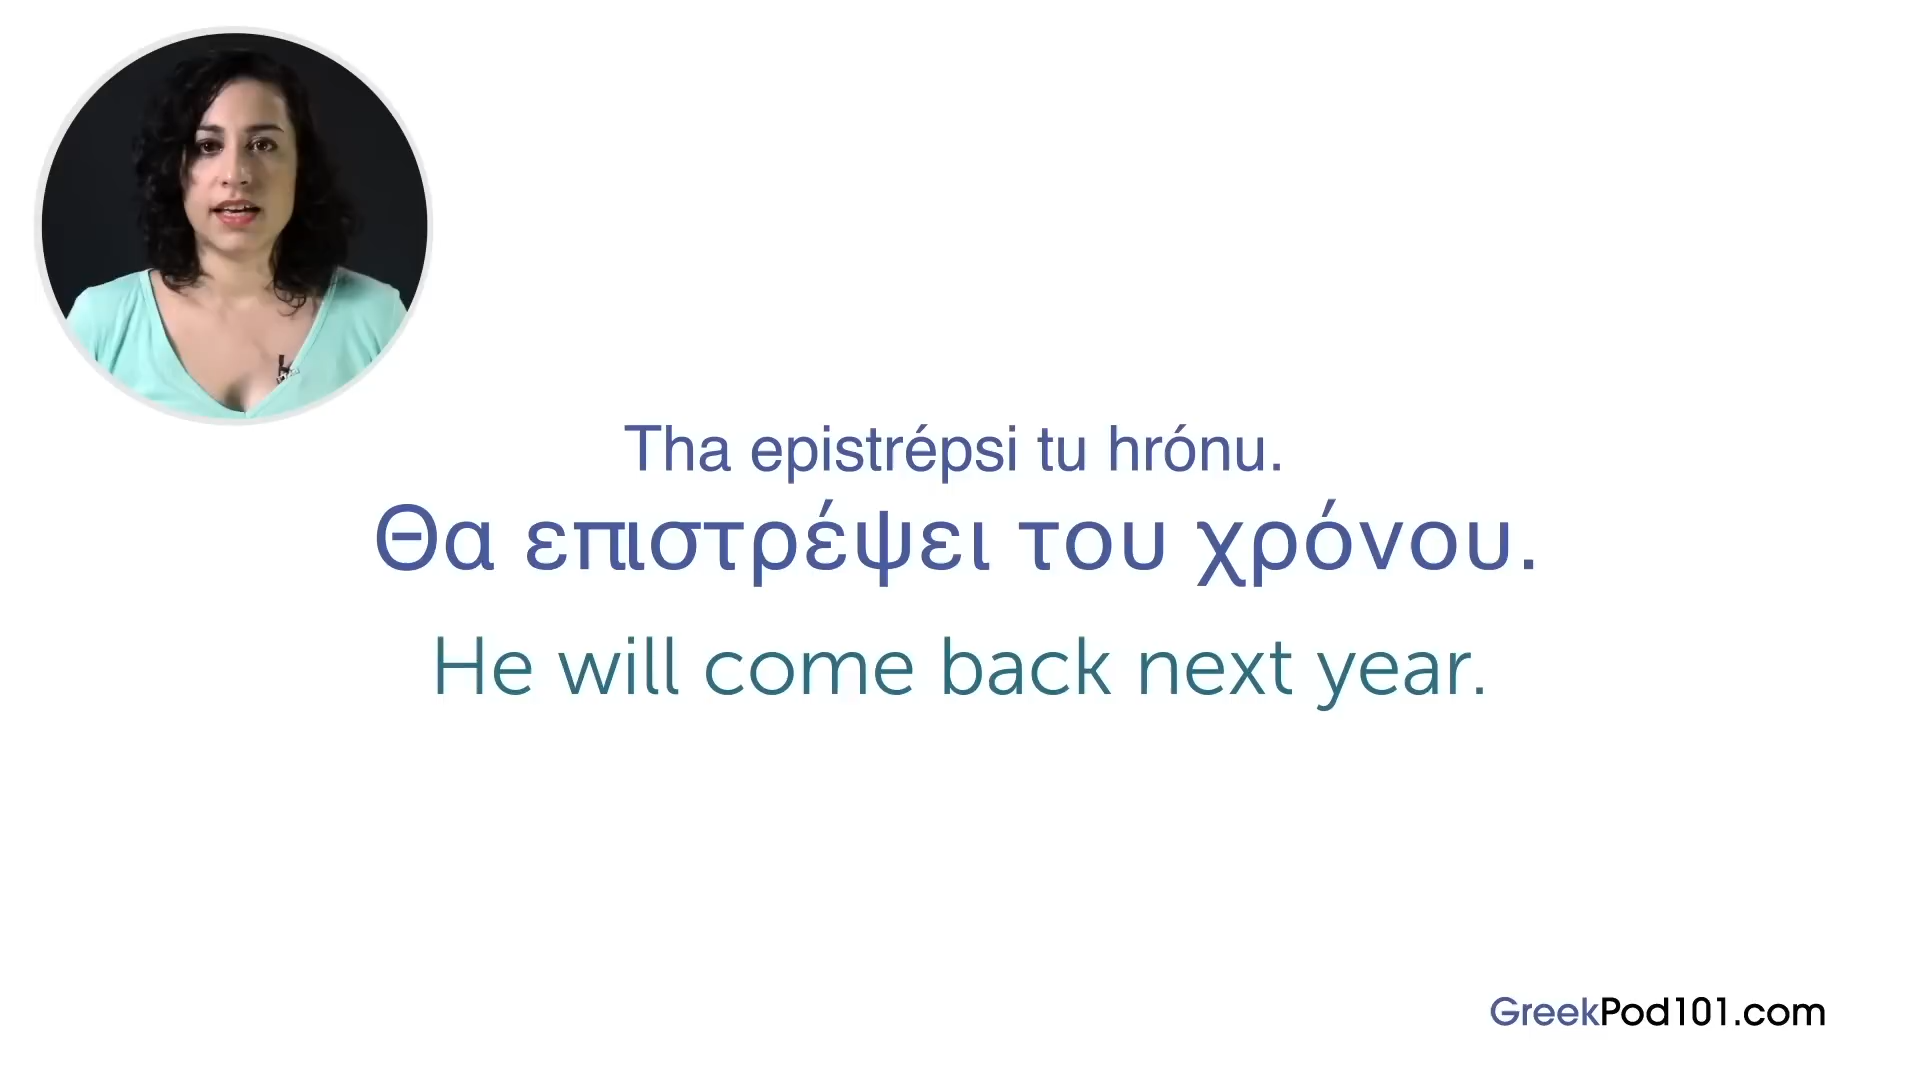 Tha epistrépsi tu hrónu.
Θα επιστρέψει του χρόνου.
He will come back next year.
GreekPod101.com